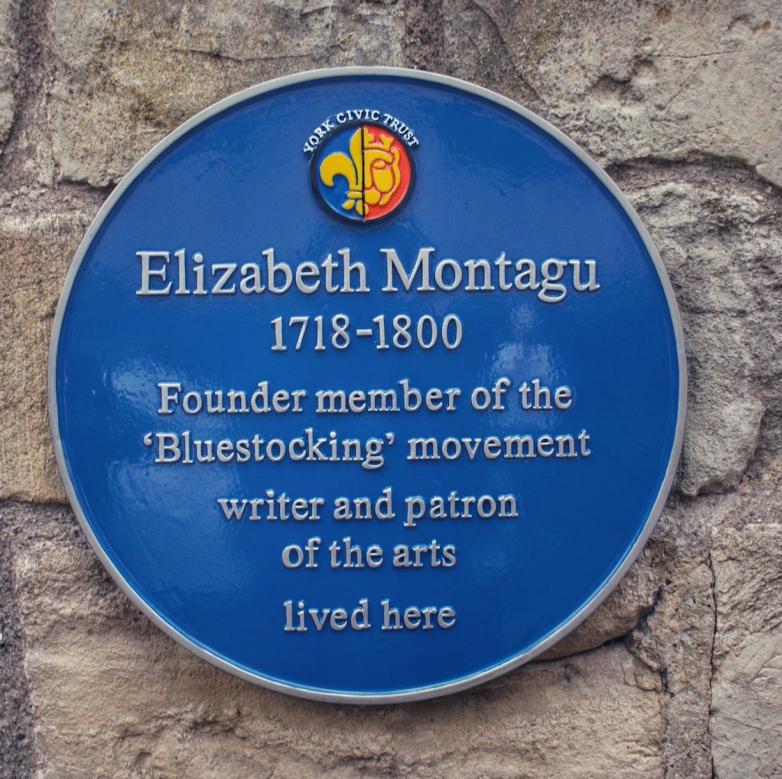 YORK CIVIC TRUST
Elizabeth Montagu
1718-1800
Founder member of the
‘Bluestocking’ movement
writer and patron
of the arts
lived here